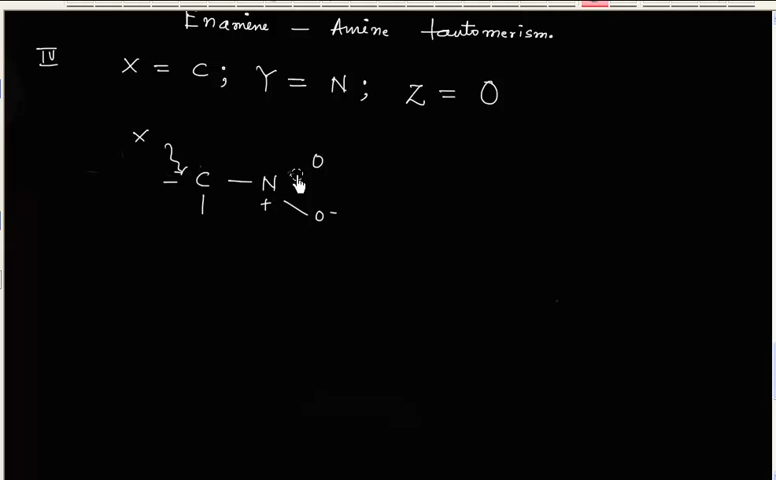 Enamine - Amine tautomerism.
IV
X = C ; Y = N ; Z = O
X
O
- C - N
+
O -